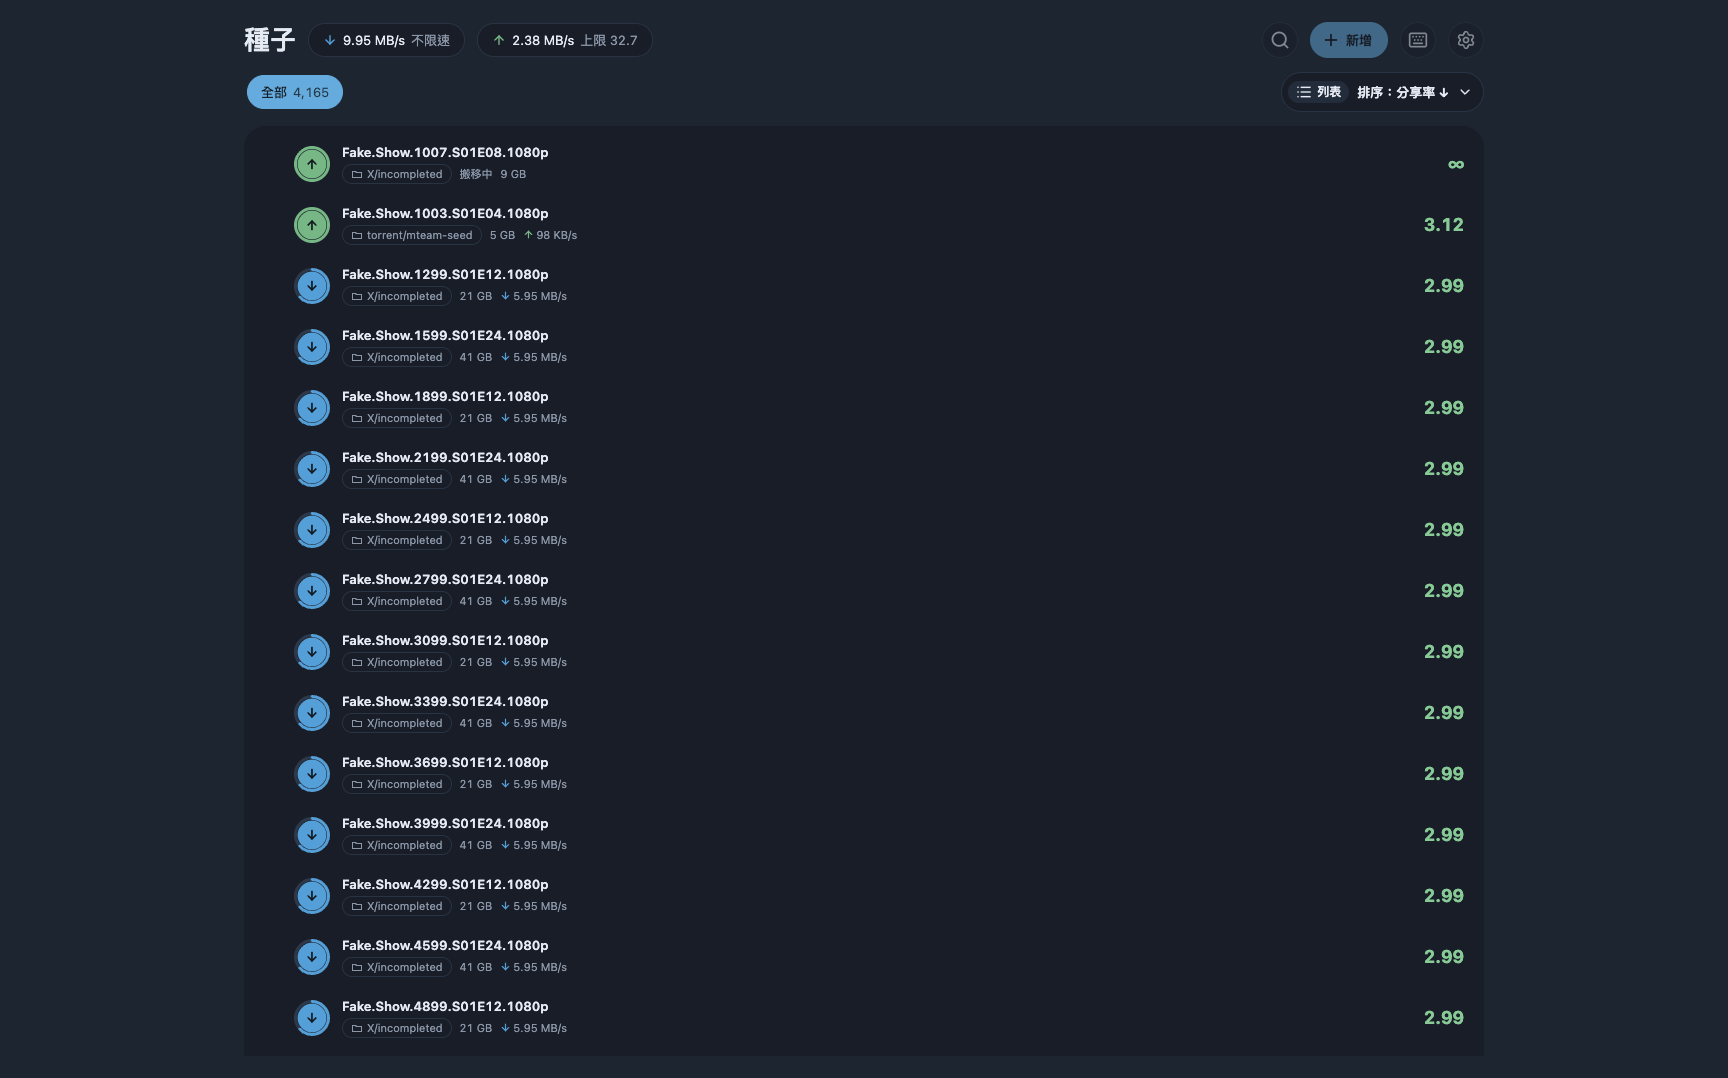 種子
9.95 MB/s 不限速
2.38 MB/s 上限 32.7
新增
全部 4,165
列表 排序：分享率
Fake.Show.1007.S01E08.1080p
X/incompleted 搬移中 9 GB
∞
Fake.Show.1003.S01E04.1080p
torrent/mteam-seed 5 GB 98 KB/s
3.12
Fake.Show.1299.S01E12.1080p
X/incompleted 21 GB 5.95 MB/s
2.99
Fake.Show.1599.S01E24.1080p
X/incompleted 41 GB 5.95 MB/s
2.99
Fake.Show.1899.S01E12.1080p
X/incompleted 21 GB 5.95 MB/s
2.99
Fake.Show.2199.S01E24.1080p
X/incompleted 41 GB 5.95 MB/s
2.99
Fake.Show.2499.S01E12.1080p
X/incompleted 21 GB 5.95 MB/s
2.99
Fake.Show.2799.S01E24.1080p
X/incompleted 41 GB 5.95 MB/s
2.99
Fake.Show.3099.S01E12.1080p
X/incompleted 21 GB 5.95 MB/s
2.99
Fake.Show.3399.S01E24.1080p
X/incompleted 41 GB 5.95 MB/s
2.99
Fake.Show.3699.S01E12.1080p
X/incompleted 21 GB 5.95 MB/s
2.99
Fake.Show.3999.S01E24.1080p
X/incompleted 41 GB 5.95 MB/s
2.99
Fake.Show.4299.S01E12.1080p
X/incompleted 21 GB 5.95 MB/s
2.99
Fake.Show.4599.S01E24.1080p
X/incompleted 41 GB 5.95 MB/s
2.99
Fake.Show.4899.S01E12.1080p
X/incompleted 21 GB 5.95 MB/s
2.99